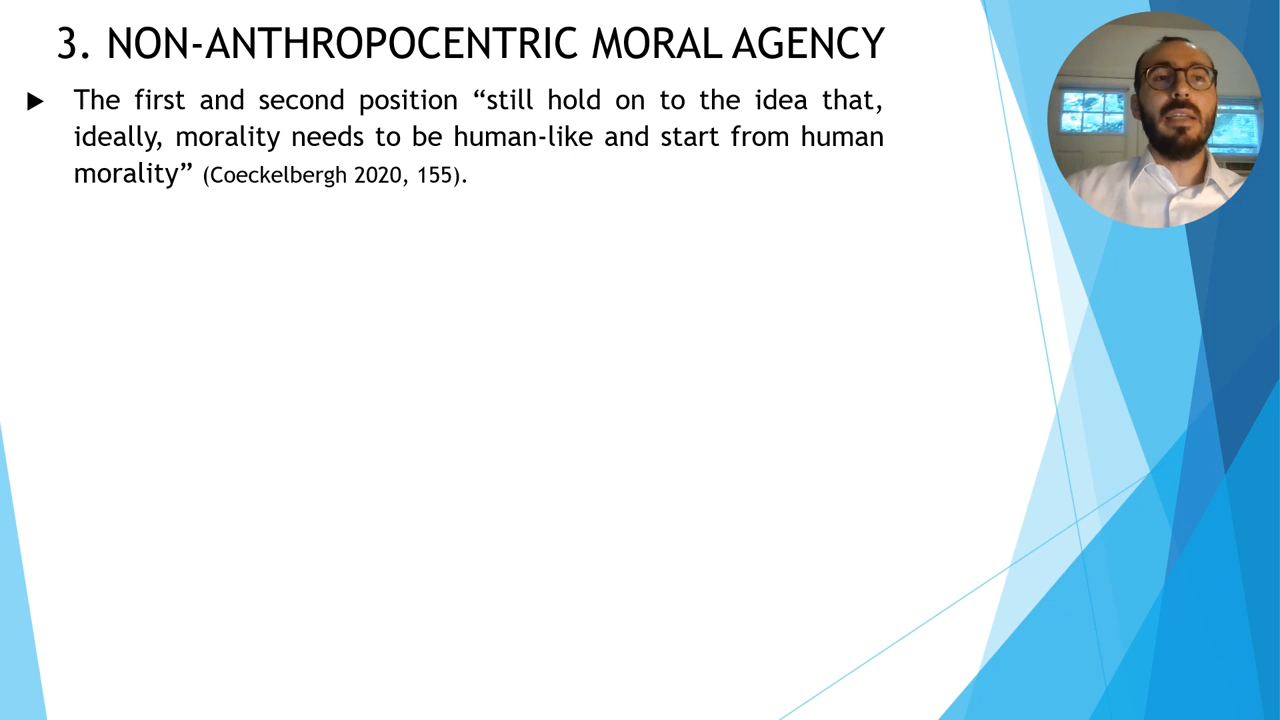 3. NON-ANTHROPOCENTRIC MORAL AGENCY
The first and second position “still hold on to the idea that,
ideally, morality needs to be human-like and start from human
morality” (Coeckelbergh 2020, 155).